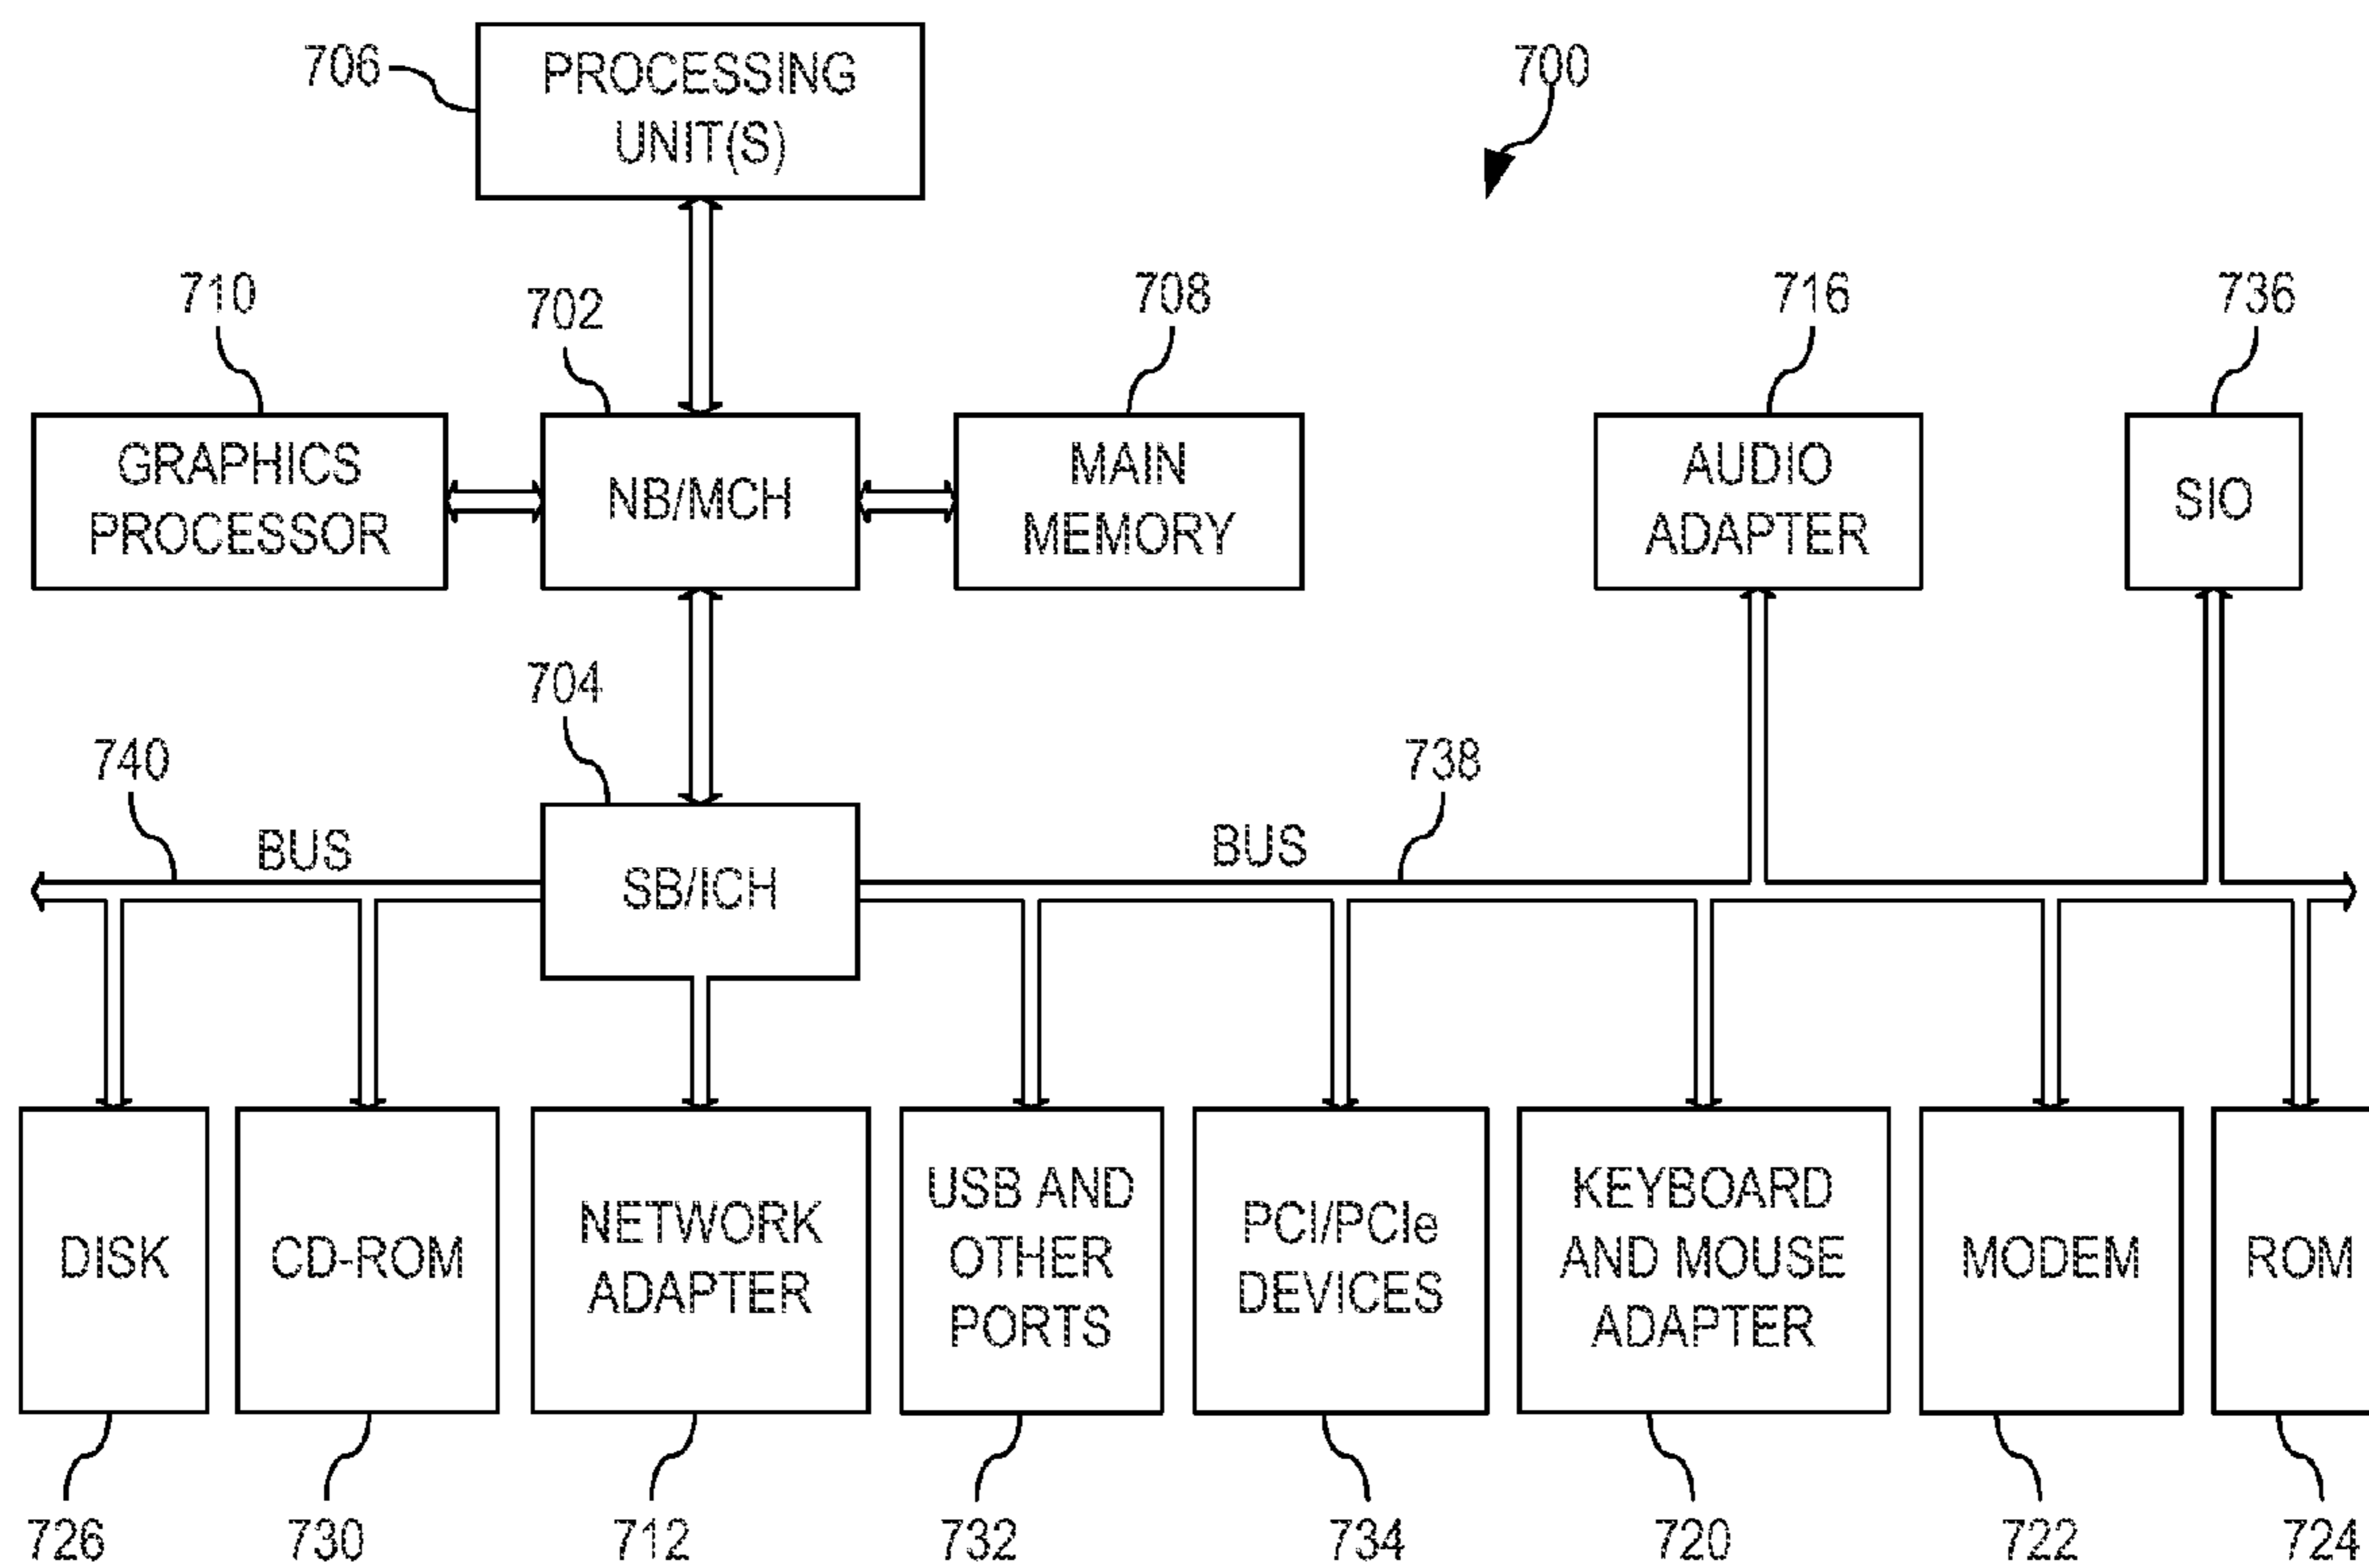 706
PROCESSING
UNIT(S)
700
710
702
708
716
736
GRAPHICS
PROCESSOR
NB/MCH
MAIN
MEMORY
AUDIO
ADAPTER
SIO
704
740
738
BUS
BUS
SB/ICH
DISK
CD-ROM
NETWORK
ADAPTER
USB AND
OTHER
PORTS
PCI/PCIe
DEVICES
KEYBOARD
AND MOUSE
ADAPTER
MODEM
ROM
726
730
712
732
734
720
722
724